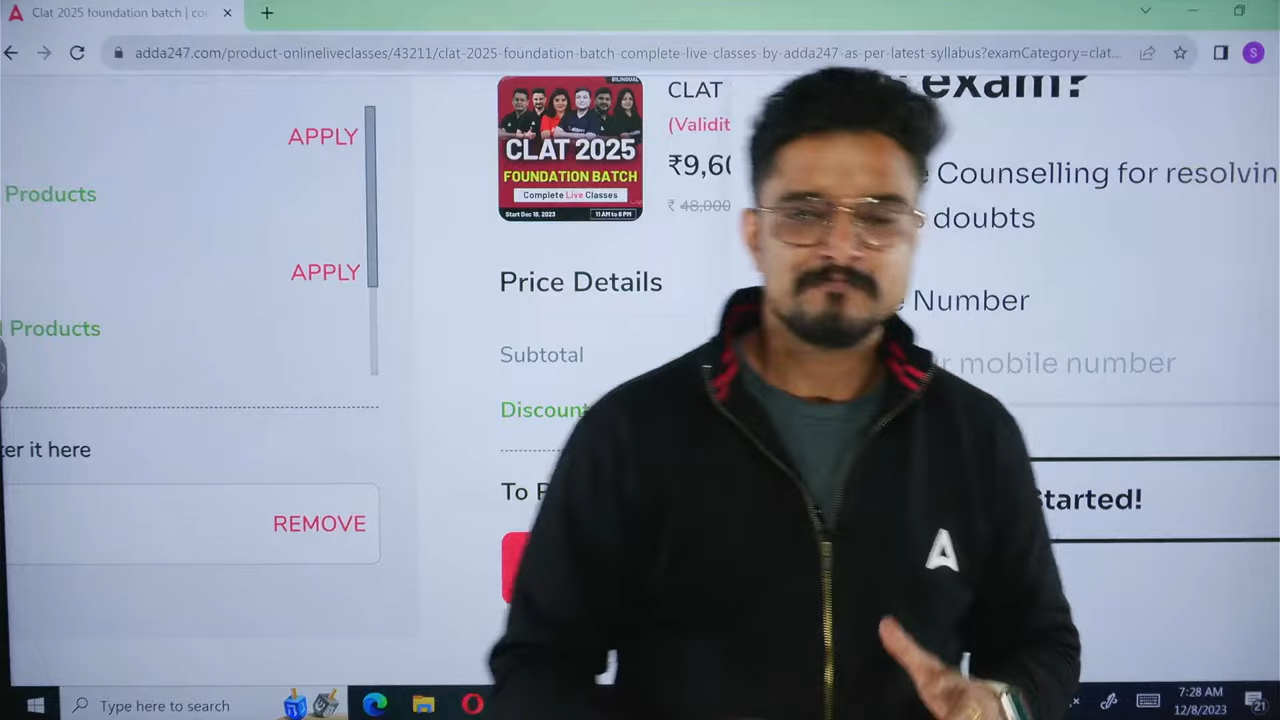 Clat 2025 foundation batch | co
adda247.com/product-onlineliveclasses/43211/clat-2025-foundation-batch-complete-live-classes-by-adda247-as-per-latest-syllabus?examCategory=clat...
S
APPLY
Products
APPLY
Products
ter it here
REMOVE
BILINGUAL
CLAT 2025
FOUNDATION BATCH
Complete Live Classes
Start Dec 18, 2023
11 AM to 8 PM
CLAT
(Validit
₹9,60
₹ 48,000
Price Details
Subtotal
Discount
To P
exam?
Counselling for resolvin
doubts
Number
r mobile number
Started!
A
Type here to search
7:28 AM
12/8/2023
21